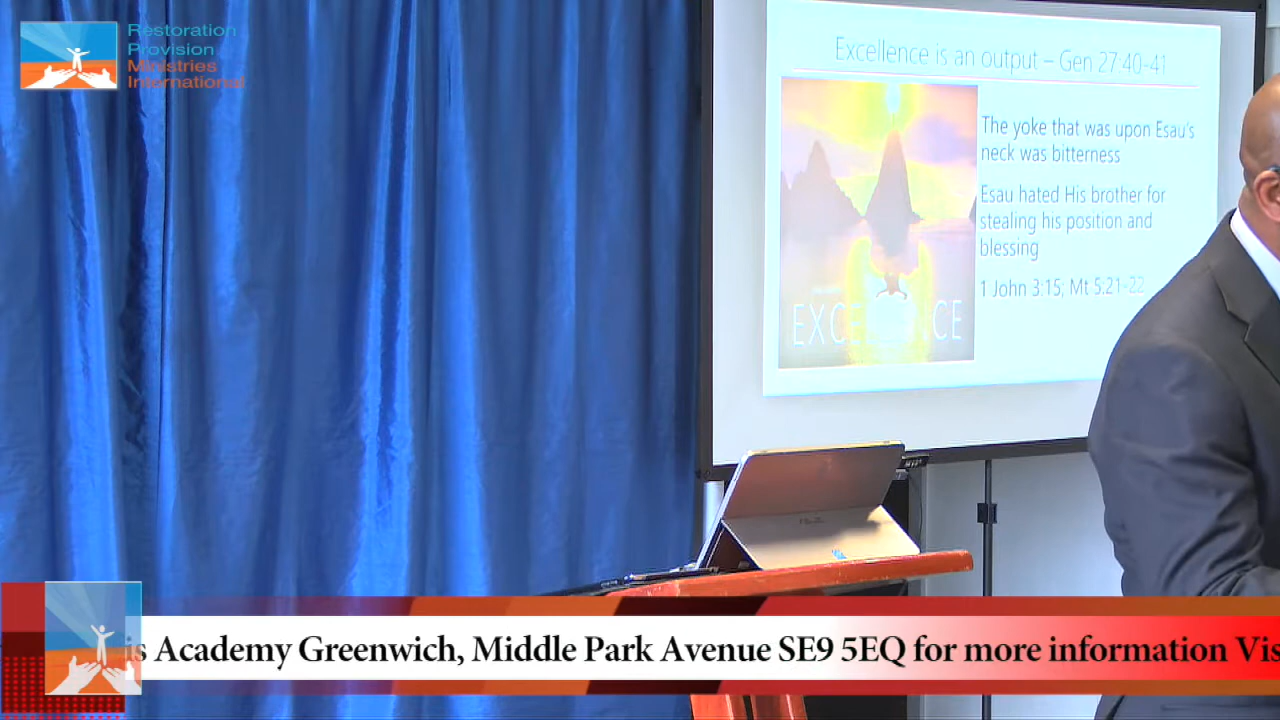 Restoration
Provision
Ministries
International
Excellence is an output – Gen 27:40-41
The yoke that was upon Esau's
neck was bitterness
Esau hated His brother for
stealing his position and
blessing
1 John 3:15; Mt 5:21-22
is Academy Greenwich, Middle Park Avenue SE9 5EQ for more information Vis